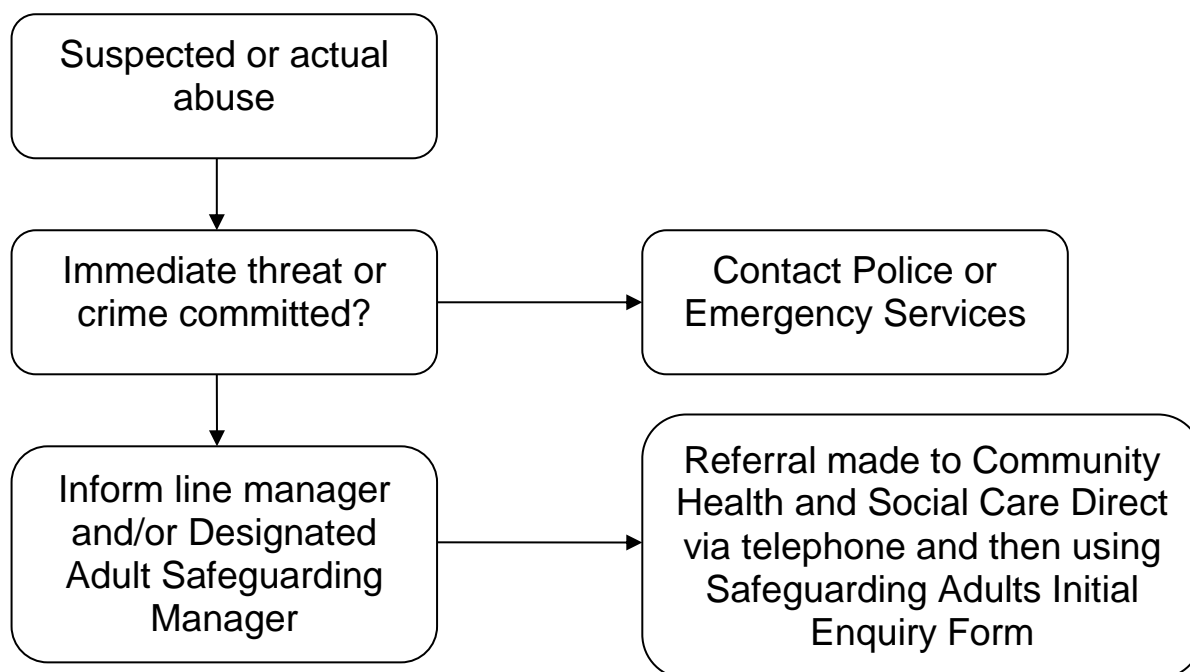 Suspected or actual
abuse
Immediate threat or
crime committed?
Contact Police or
Emergency Services
Inform line manager
and/or Designated
Adult Safeguarding
Manager
Referral made to Community
Health and Social Care Direct
via telephone and then using
Safeguarding Adults Initial
Enquiry Form